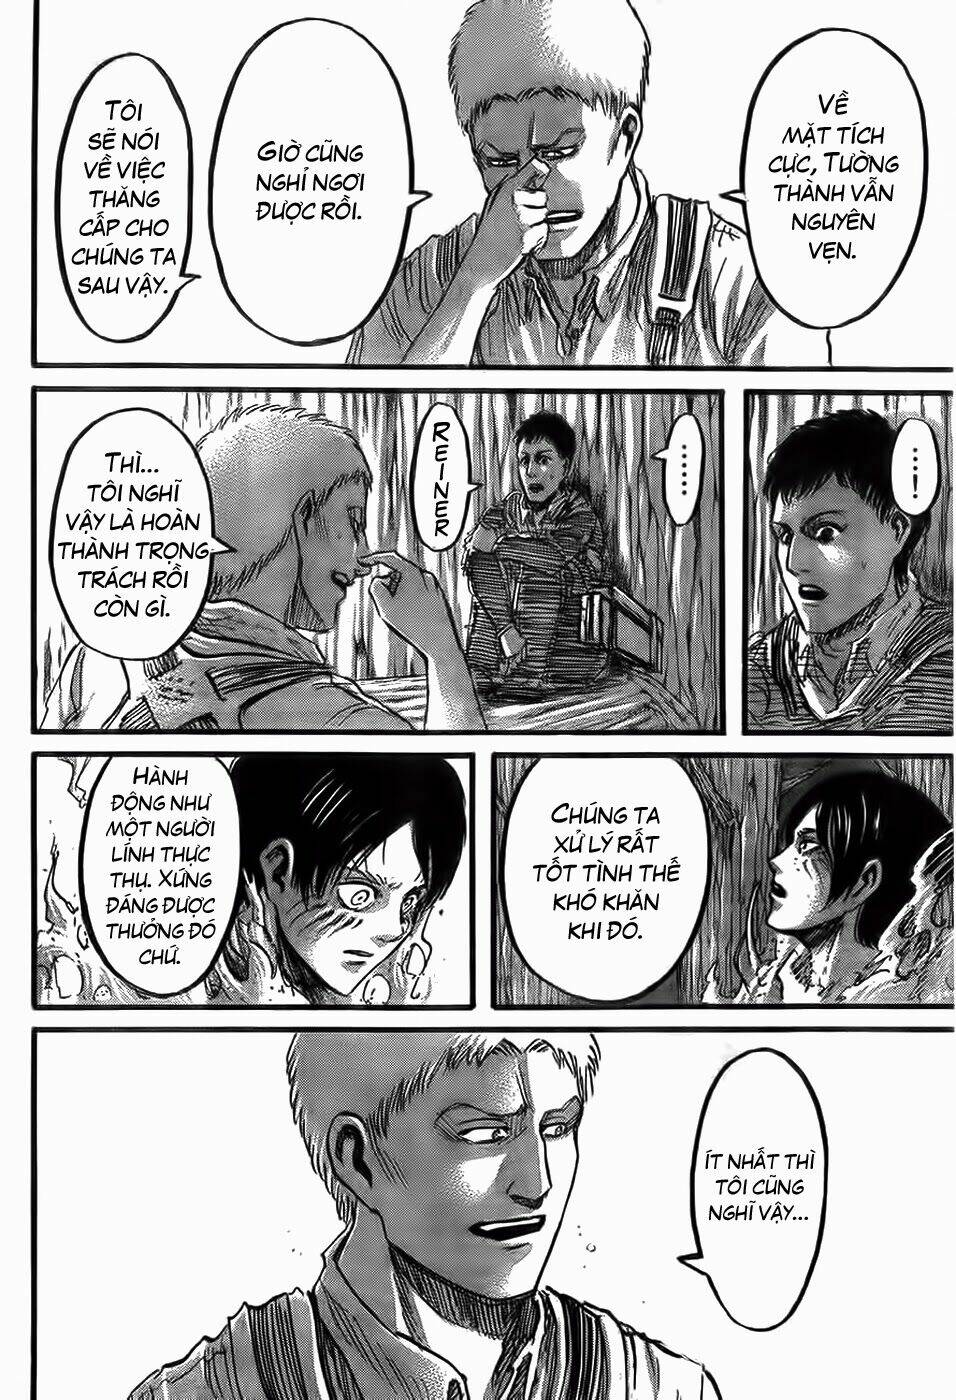 VỀ
MẶT TÍCH
CỰC, TƯỜNG
THÀNH VẪN
NGUYÊN
VẸN.
GIỜ CŨNG
NGHỈ NGƠI
ĐƯỢC RỒI.
TÔI
SẼ NÓI
VỀ VIỆC
THĂNG
CẤP CHO
CHÚNG TA
SAU VẬY.
...!
......
REINER
THÌ...
TÔI NGHĨ
VẬY LÀ HOÀN
THÀNH TRỌNG
TRÁCH RỒI
CÒN GÌ.
CHÚNG TA
XỬ LÝ RẤT
TỐT TÌNH THẾ
KHÓ KHĂN
KHI ĐÓ.
HÀNH
ĐỘNG NHƯ
MỘT NGƯỜI
LÍNH THỰC
THỤ. XỨNG
ĐÁNG ĐƯỢC
THƯỞNG ĐÓ
CHỨ.
ÍT NHẤT THÌ
TÔI CŨNG
NGHĨ VẬY...